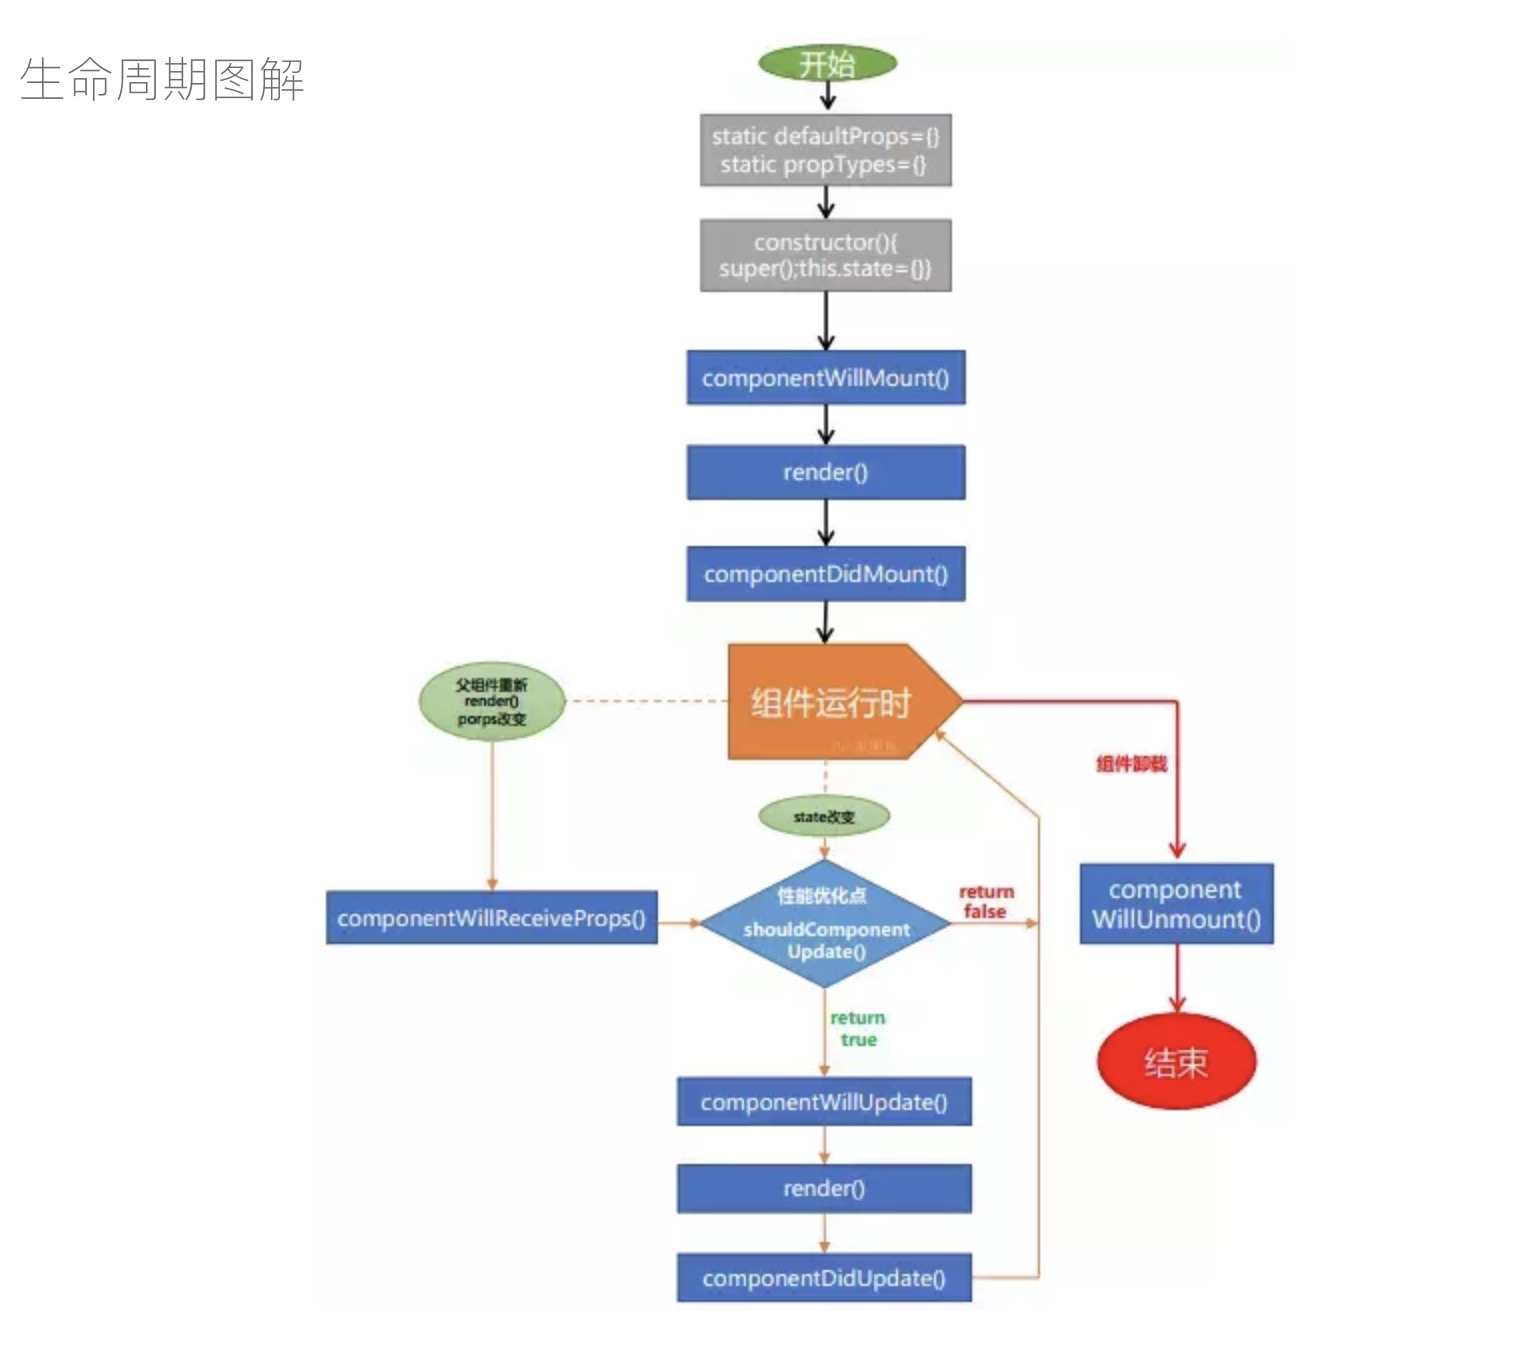 生命周期图解
开始
static defaultProps={}
static propTypes={}
constructor(){
super();this.state={}}
componentWillMount()
render()
componentDidMount()
组件运行时
父组件重新
render()
porps改变
组件卸载
state改变
componentWillReceiveProps()
性能优化点
shouldComponent
Update()
return
false
component
WillUnmount()
return
true
结束
componentWillUpdate()
render()
componentDidUpdate()